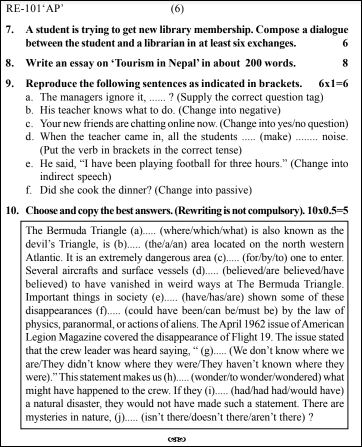 RE-101'AP' (6)
7. A student is trying to get new library membership. Compose a dialogue
between the student and a librarian in at least six exchanges. 6
8. Write an essay on 'Tourism in Nepal' in about 200 words. 8
9. Reproduce the following sentences as indicated in brackets. 6x1=6
a. The managers ignore it, ...... ? (Supply the correct question tag)
b. His teacher knows what to do. (Change into negative)
c. Your new friends are chatting online now. (Change into yes/no question)
d. When the teacher came in, all the students ..... (make) ........ noise.
(Put the verb in brackets in the correct tense)
e. He said, "I have been playing football for three hours." (Change into
indirect speech)
f. Did she cook the dinner? (Change into passive)
10. Choose and copy the best answers. (Rewriting is not compulsory). 10x0.5=5
The Bermuda Triangle (a)..... (where/which/what) is also known as the
devil's Triangle, is (b)..... (the/a/an) area located on the north western
Atlantic. It is an extremely dangerous area (c)..... (for/by/to) one to enter.
Several aircrafts and surface vessels (d)..... (believed/are believed/have
believed) to have vanished in weird ways at The Bermuda Triangle.
Important things in society (e)..... (have/has/are) shown some of these
disappearances (f)..... (could have been/can be/must be) by the law of
physics, paranormal, or actions of aliens. The April 1962 issue of American
Legion Magazine covered the disappearance of Flight 19. The issue stated
that the crew leader was heard saying, " (g)..... (We don't know where we
are/They didn't know where they were/They haven't known where they
were)." This statement makes us (h)..... (wonder/to wonder/wondered) what
might have happened to the crew. If they (i)..... (had/had had/would have)
a natural disaster, they would not have made such a statement. There are
mysteries in nature, (j)..... (isn't there/doesn't there/aren't there) ?